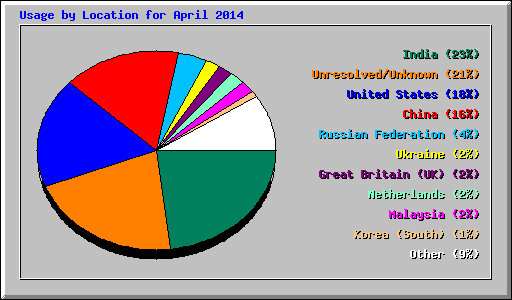 Usage by Location for April 2014
India (23%)
Unresolved/Unknown (21%)
United States (18%)
China (16%)
Russian Federation (4%)
Ukraine (2%)
Great Britain (UK) (2%)
Netherlands (2%)
Malaysia (2%)
Korea (South) (1%)
Other (9%)